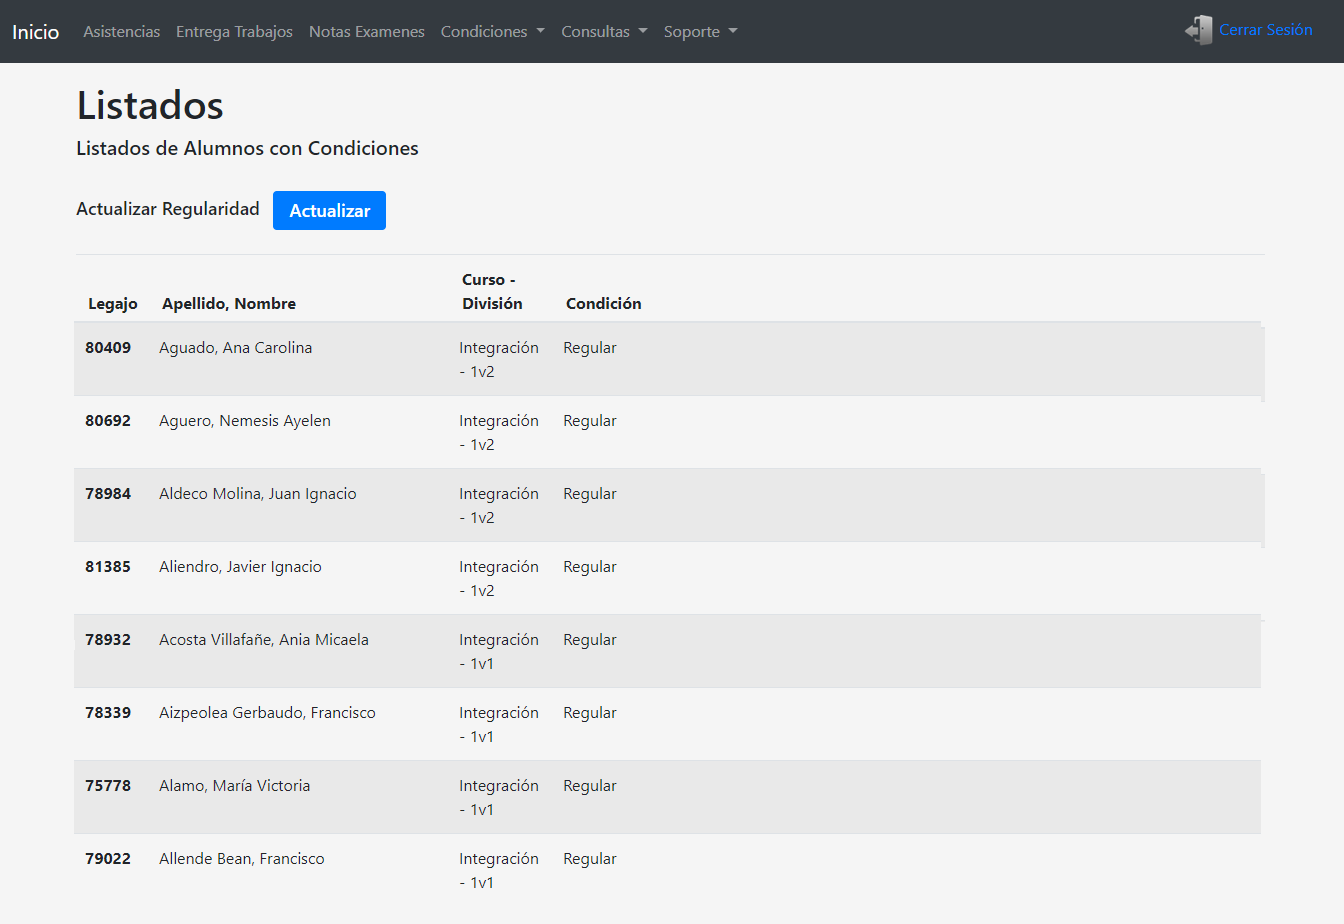 Inicio Asistencias Entrega Trabajos Notas Examenes Condiciones Consultas Soporte Cerrar Sesión
Listados
Listados de Alumnos con Condiciones
Actualizar Regularidad Actualizar
Curso -
Legajo Apellido, Nombre División Condición
80409 Aguado, Ana Carolina Integración Regular
- 1v2
80692 Aguero, Nemesis Ayelen Integración Regular
- 1v2
78984 Aldeco Molina, Juan Ignacio Integración Regular
- 1v2
81385 Aliendro, Javier Ignacio Integración Regular
- 1v2
78932 Acosta Villafañe, Ania Micaela Integración Regular
- 1v1
78339 Aizpeolea Gerbaudo, Francisco Integración Regular
- 1v1
75778 Alamo, María Victoria Integración Regular
- 1v1
79022 Allende Bean, Francisco Integración Regular
- 1v1